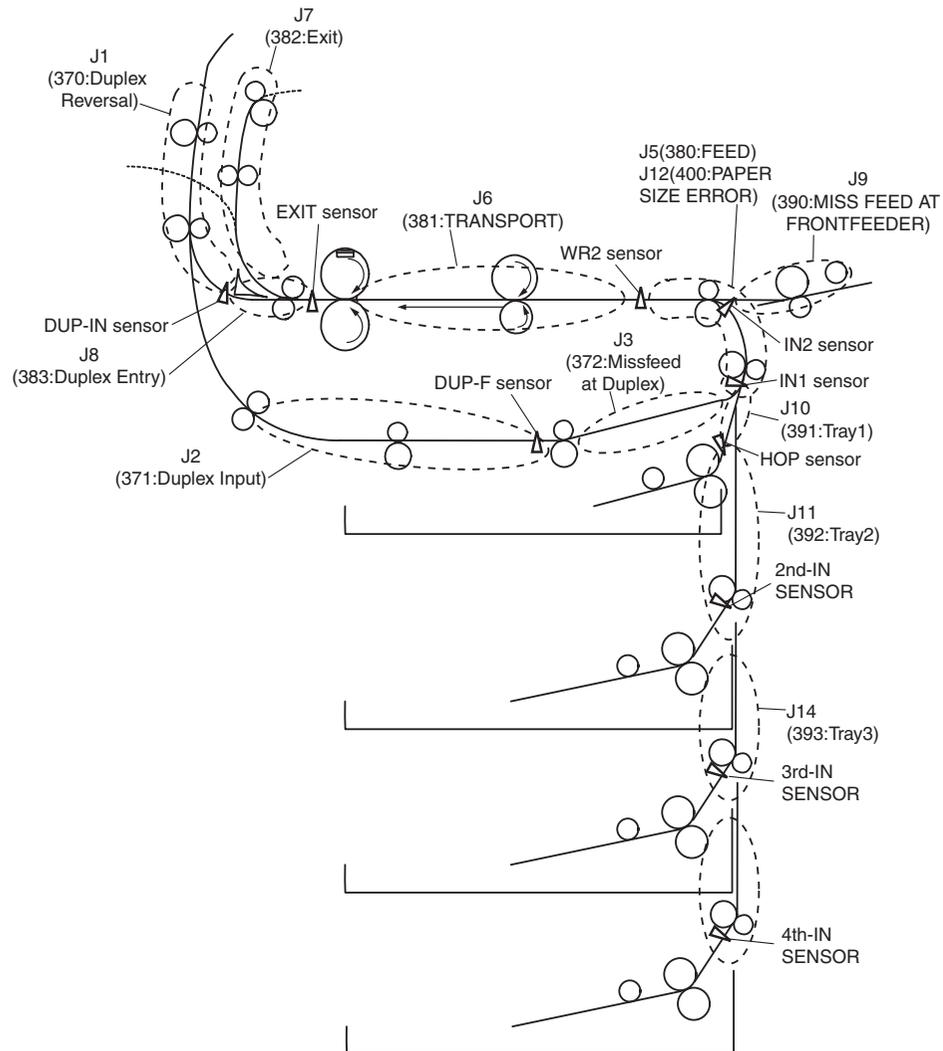 J7
(382:Exit)
J1
(370:Duplex
Reversal)
J5(380:FEED)
J12(400:PAPER
SIZE ERROR)
J9
(390:MISS FEED AT
FRONTFEEDER)
J6
(381:TRANSPORT)
EXIT sensor
WR2 sensor
DUP-IN sensor
IN2 sensor
J8
(383:Duplex Entry)
J3
(372:Missfeed
at Duplex)
DUP-F sensor
IN1 sensor
J10
(391:Tray1)
J2
(371:Duplex Input)
HOP sensor
J11
(392:Tray2)
2nd-IN
SENSOR
J14
(393:Tray3)
3rd-IN
SENSOR
4th-IN
SENSOR